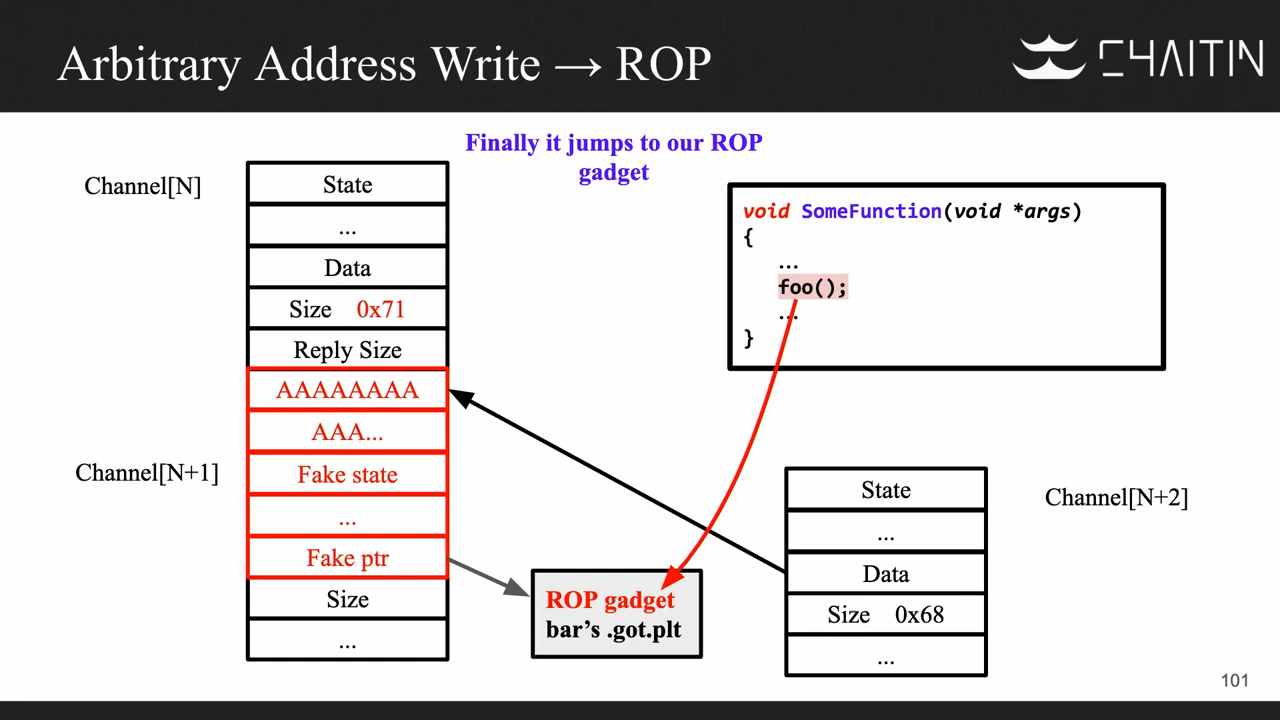 Arbitrary Address Write → ROP
CHAITIN
Finally it jumps to our ROP
gadget
Channel[N]
State
...
Data
Size 0x71
Reply Size
AAAAAAAA
AAA...
Channel[N+1]
Fake state
...
Fake ptr
Size
...
void SomeFunction(void *args)
{
...
foo();
...
}
ROP gadget
bar’s .got.plt
State
Channel[N+2]
...
Data
Size 0x68
...
101